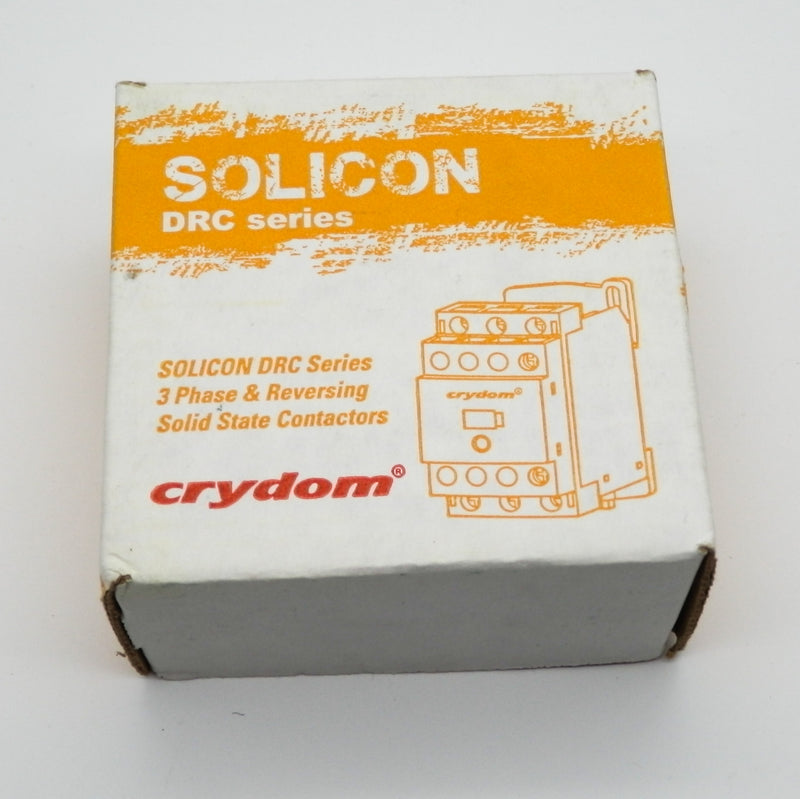 SOLICON
DRC series
SOLICON DRC Series
3 Phase & Reversing
Solid State Contactors
crydom®
crydom®